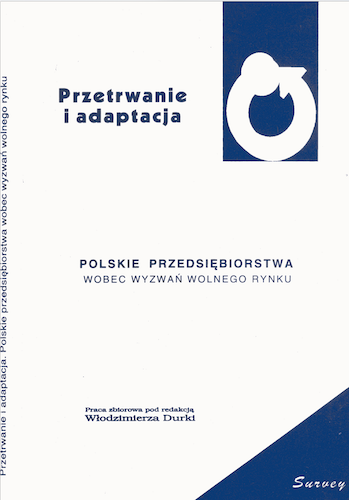 Przetrwanie i adaptacja. Polskie przedsiębiorstwa wobec wyzwań wolnego rynku
Przetrwanie
i adaptacja
POLSKIE PRZEDSIĘBIORSTWA
WOBEC WYZWAŃ WOLNEGO RYNKU
Praca zbiorowa pod redakcją
Włodzimierza Durki
Survey